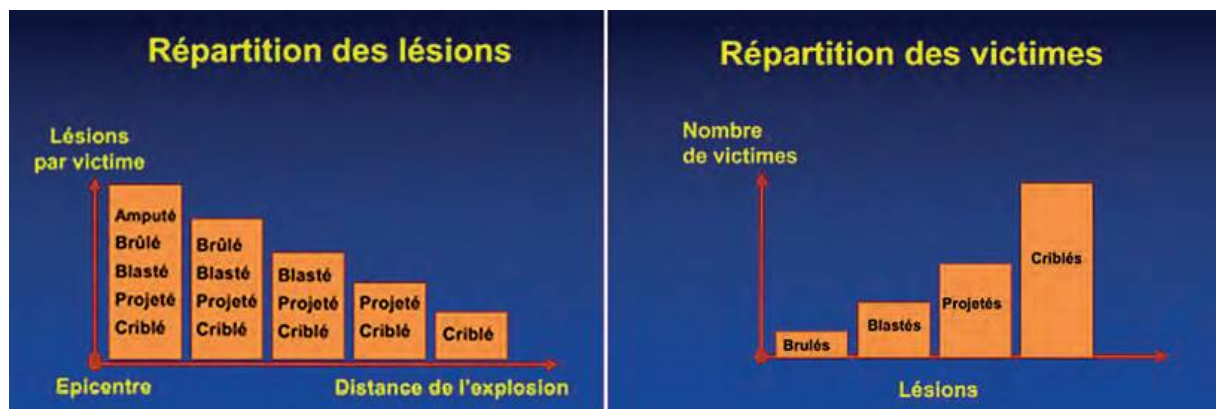 Répartition des lésions
Lésions
par victime
Amputé
Brûlé
Blasté
Projeté
Criblé
Brûlé
Blasté
Projeté
Criblé
Blasté
Projeté
Criblé
Projeté
Criblé
Criblé
Epicentre
Distance de l'explosion
Répartition des victimes
Nombre
de victimes
Brulés
Blastés
Projetés
Criblés
Lésions